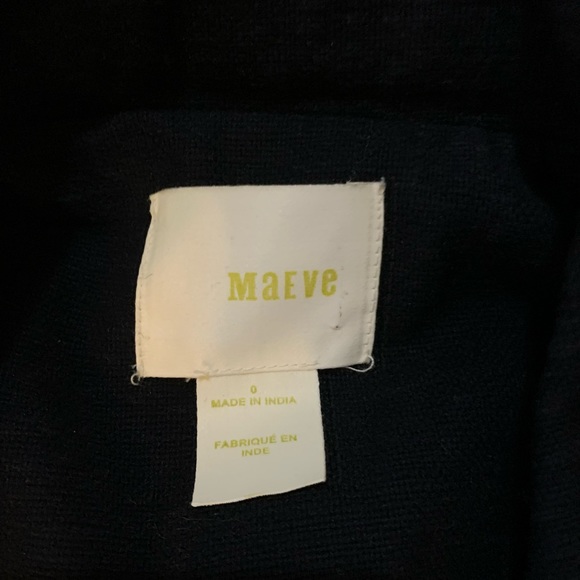 MaEVe
0
MADE IN INDIA
FABRIQUÉ EN
INDE